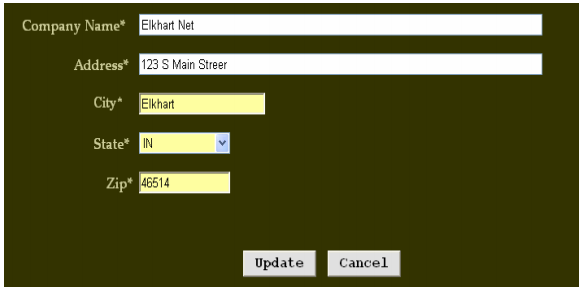 Company Name* Elkhart Net
Address* 123 S Main Streer
City* Elkhart
State* IN
Zip* 46514
Update Cancel